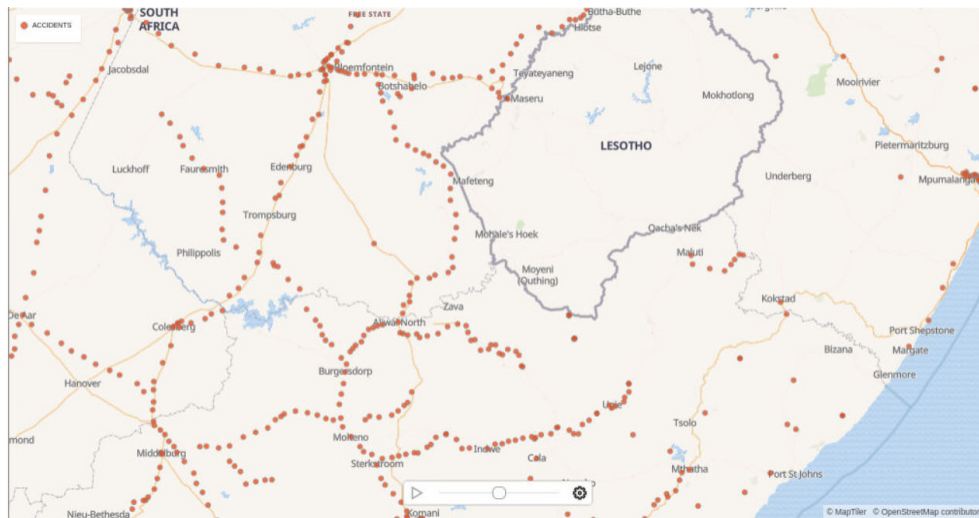 ACCIDENTS
SOUTH
AFRICA
FREE STATE
Butha-Buthe
Hlotse
Jacobsdal
Bloemfontein
Botshabelo
Teyateyaneng
Maseru
Lejone
Mokhotlong
Mooirivier
LESOTHO
Pietermaritzburg
Luckhoff
Fauresmith
Edenburg
Mafeteng
Underberg
Mpumalanga
Trompsburg
Mohale's Hoek
Qacha's Nek
Philippolis
Maluti
Moyeni
(Quthing)
Kokstad
De Aar
Colesberg
Aliwal North
Zava
Port Shepstone
Bizana
Margate
Hanover
Burgersdorp
Glenmore
mond
Molteno
Ugie
Tsolo
Middelburg
Sterkstroom
Indwe
Cala
Mthatha
Port St Johns
Nieu-Bethesda
Komani
© MapTiler © OpenStreetMap contributor